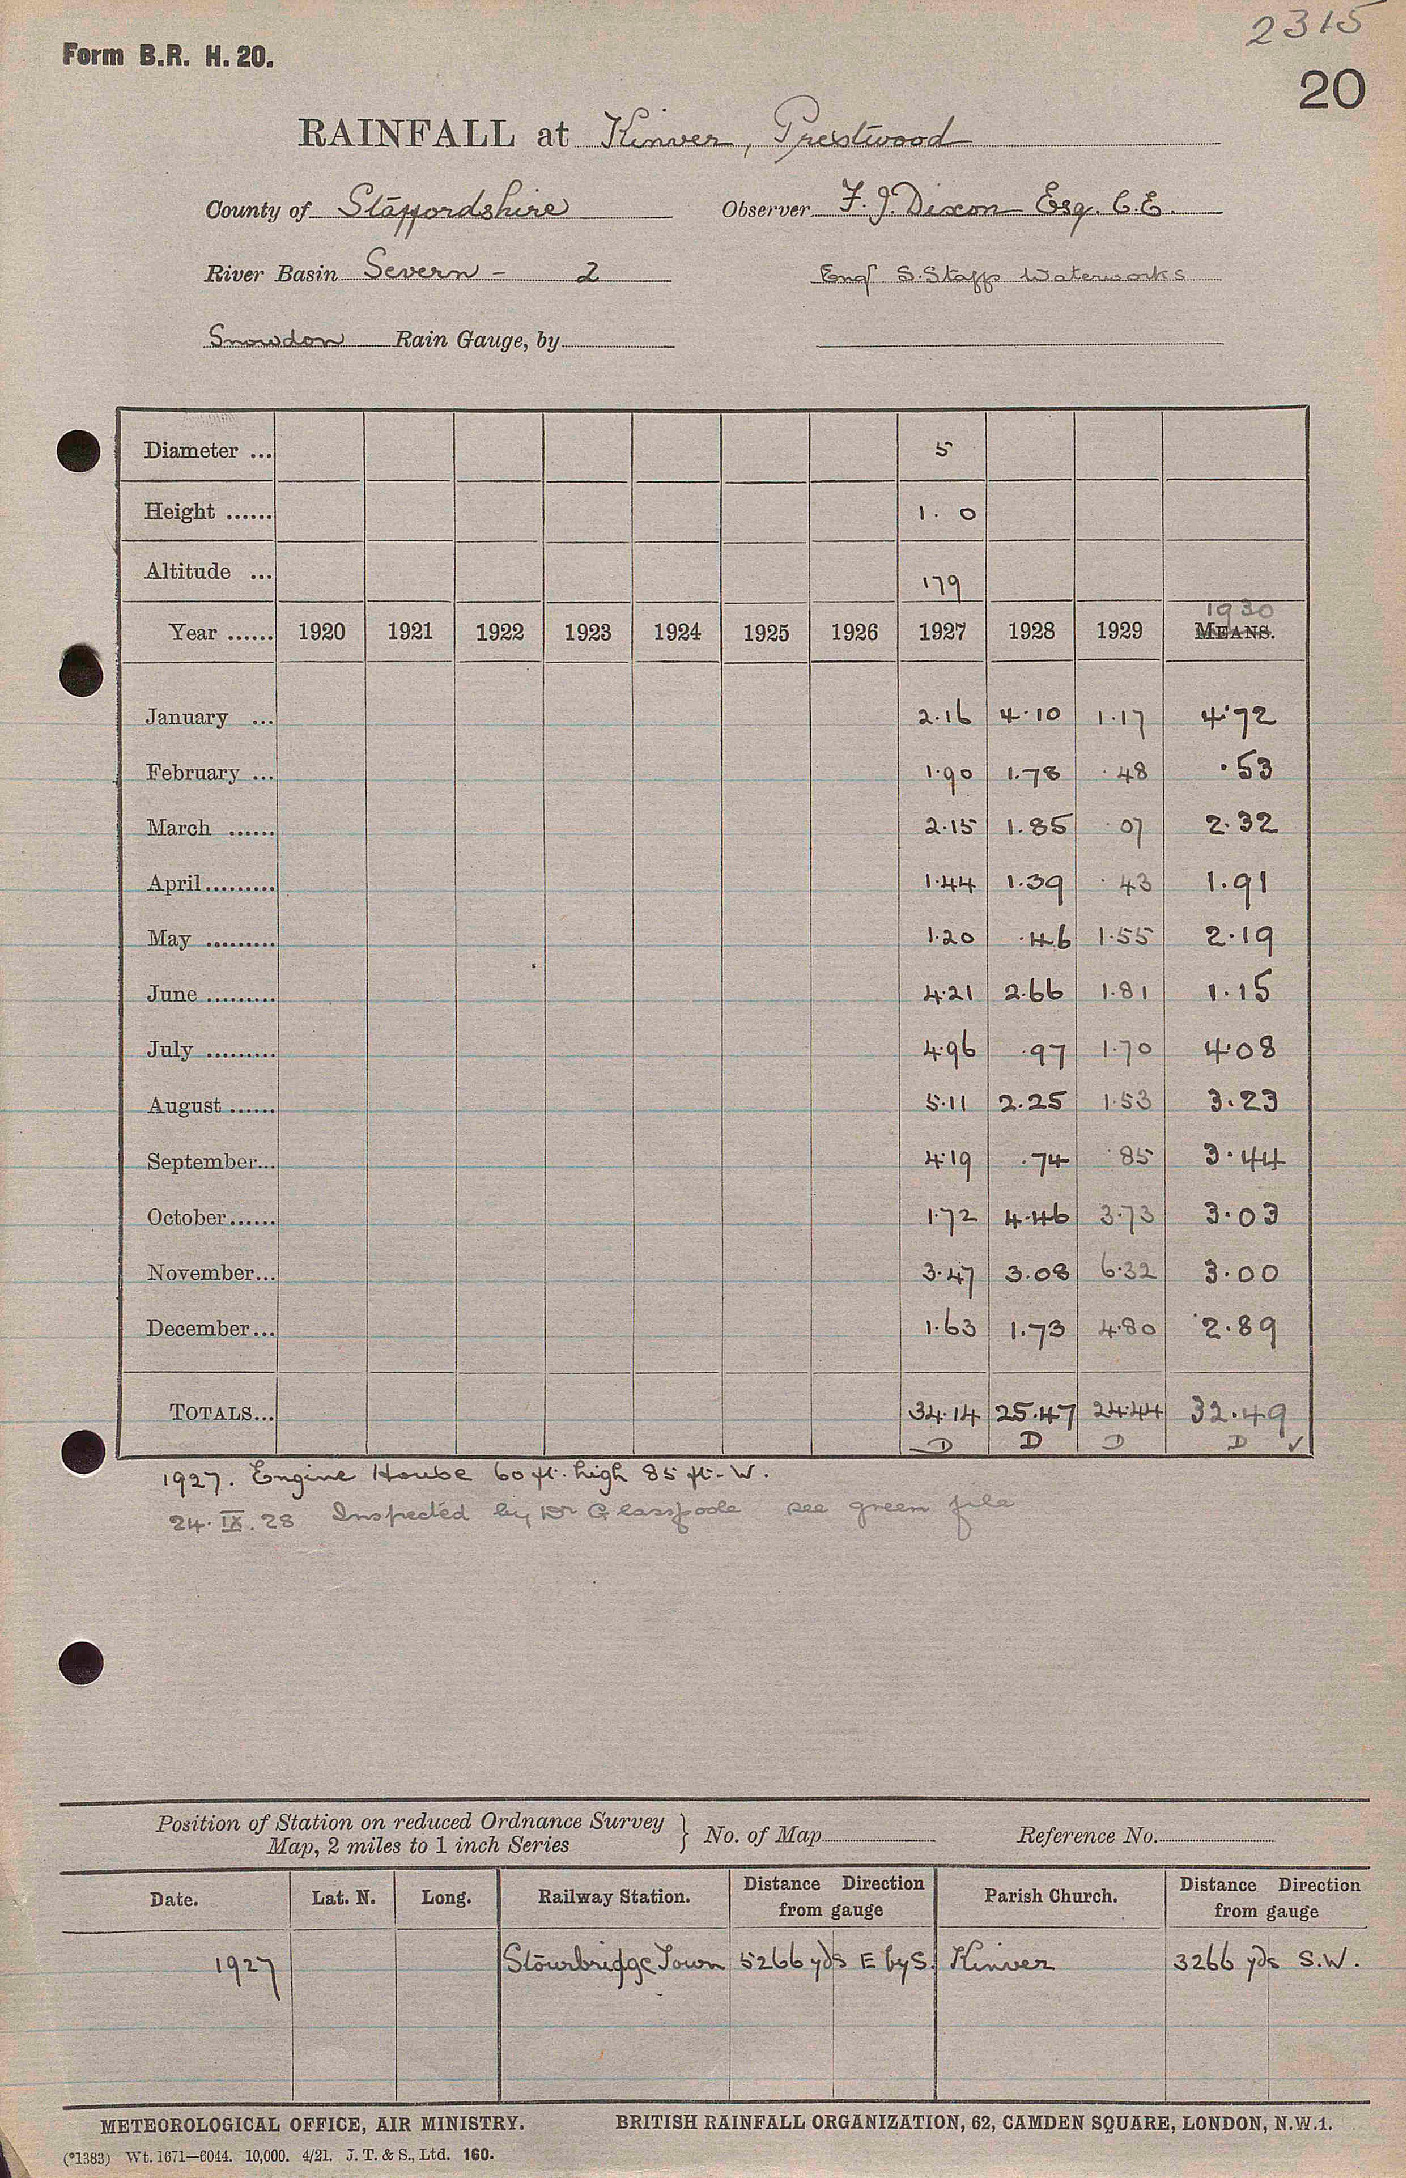 2315
Form B.R. H. 20.
20
RAINFALL at Kinver, Prestwood
County of Staffordshire Observer F. J. Dixon Esq. C.E.
River Basin Severn - 2 Engr S. Staffs Waterworks
Snowdon Rain Gauge, by
Diameter ... 5
Height ...... 1. 0
Altitude ... 179
1930
Year ...... 1920 1921 1922 1923 1924 1925 1926 1927 1928 1929 MEANS.
January ... 2.16 4.10 1.17 4.72
February ... 1.90 1.78 .48 .53
March ...... 2.15 1.85 .07 2.32
April ......... 1.44 1.39 .43 1.91
May ......... 1.20 .46 1.55 2.19
June ......... 4.21 2.66 1.81 1.15
July ......... 4.96 .97 1.70 4.08
August ...... 5.11 2.25 1.53 3.23
September... 4.19 .74 .85 3.44
October...... 1.72 4.46 3.73 3.03
November... 3.47 3.08 6.32 3.00
December... 1.63 1.73 4.80 2.89
TOTALS... 34.14 25.47 24.44 32.49
D D D D ✓
1927. Engine House 60 ft. high 85 ft. W.
24. IX. 28 Inspected by Dr Glasspoole see green file
Position of Station on reduced Ordnance Survey
Map, 2 miles to 1 inch Series } No. of Map Reference No.
Date. Lat. N. Long. Railway Station. Distance Direction from gauge Parish Church. Distance Direction from gauge
1927 Stourbridge Town 5266 yds E by S. Kinver 3266 yds S.W.
METEOROLOGICAL OFFICE, AIR MINISTRY. BRITISH RAINFALL ORGANIZATION, 62, CAMDEN SQUARE, LONDON, N.W.1.
(*1383) Wt. 1671—6044. 10,000. 4/21. J. T. & S., Ltd. 160.